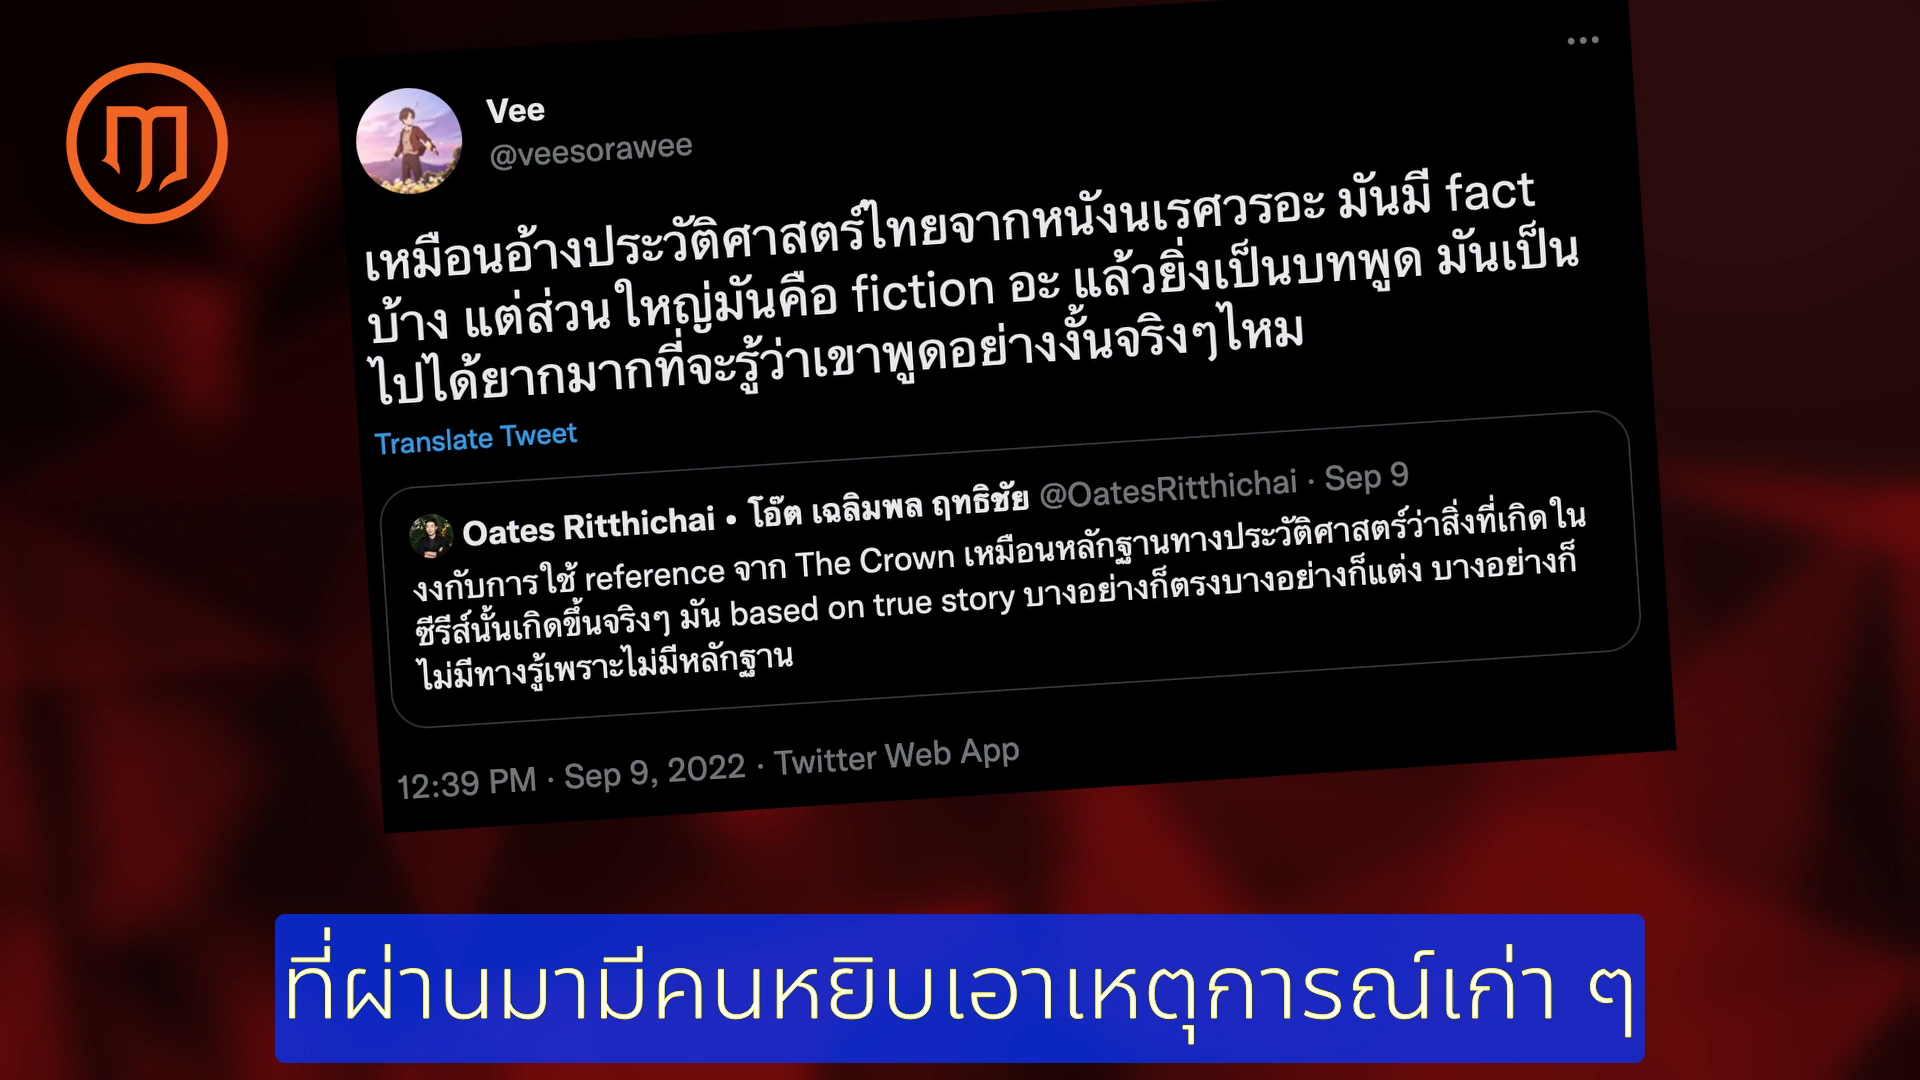 Vee
@veesorawee
เหมือนอ้างประวัติศาสตร์ไทยจากหนังนเรศวรอะ มันมี fact
บ้าง แต่ส่วนใหญ่มันคือ fiction อะ แล้วยิ่งเป็นบทพูด มันเป็น
ไปได้ยากมากที่จะรู้ว่าเขาพูดอย่างงั้นจริงๆไหม
Translate Tweet
Oates Ritthichai • โอ๊ต เฉลิมพล ฤทธิชัย @OatesRitthichai · Sep 9
งงกับการใช้ reference จาก The Crown เหมือนหลักฐานทางประวัติศาสตร์ว่าสิ่งที่เกิดใน
ซีรีส์นั้นเกิดขึ้นจริงๆ มัน based on true story บางอย่างก็ตรงบางอย่างก็แต่ง บางอย่างก็
ไม่มีทางรู้เพราะไม่มีหลักฐาน
12:39 PM · Sep 9, 2022 · Twitter Web App
ที่ผ่านมามีคนหยิบเอาเหตุการณ์เก่า ๆ